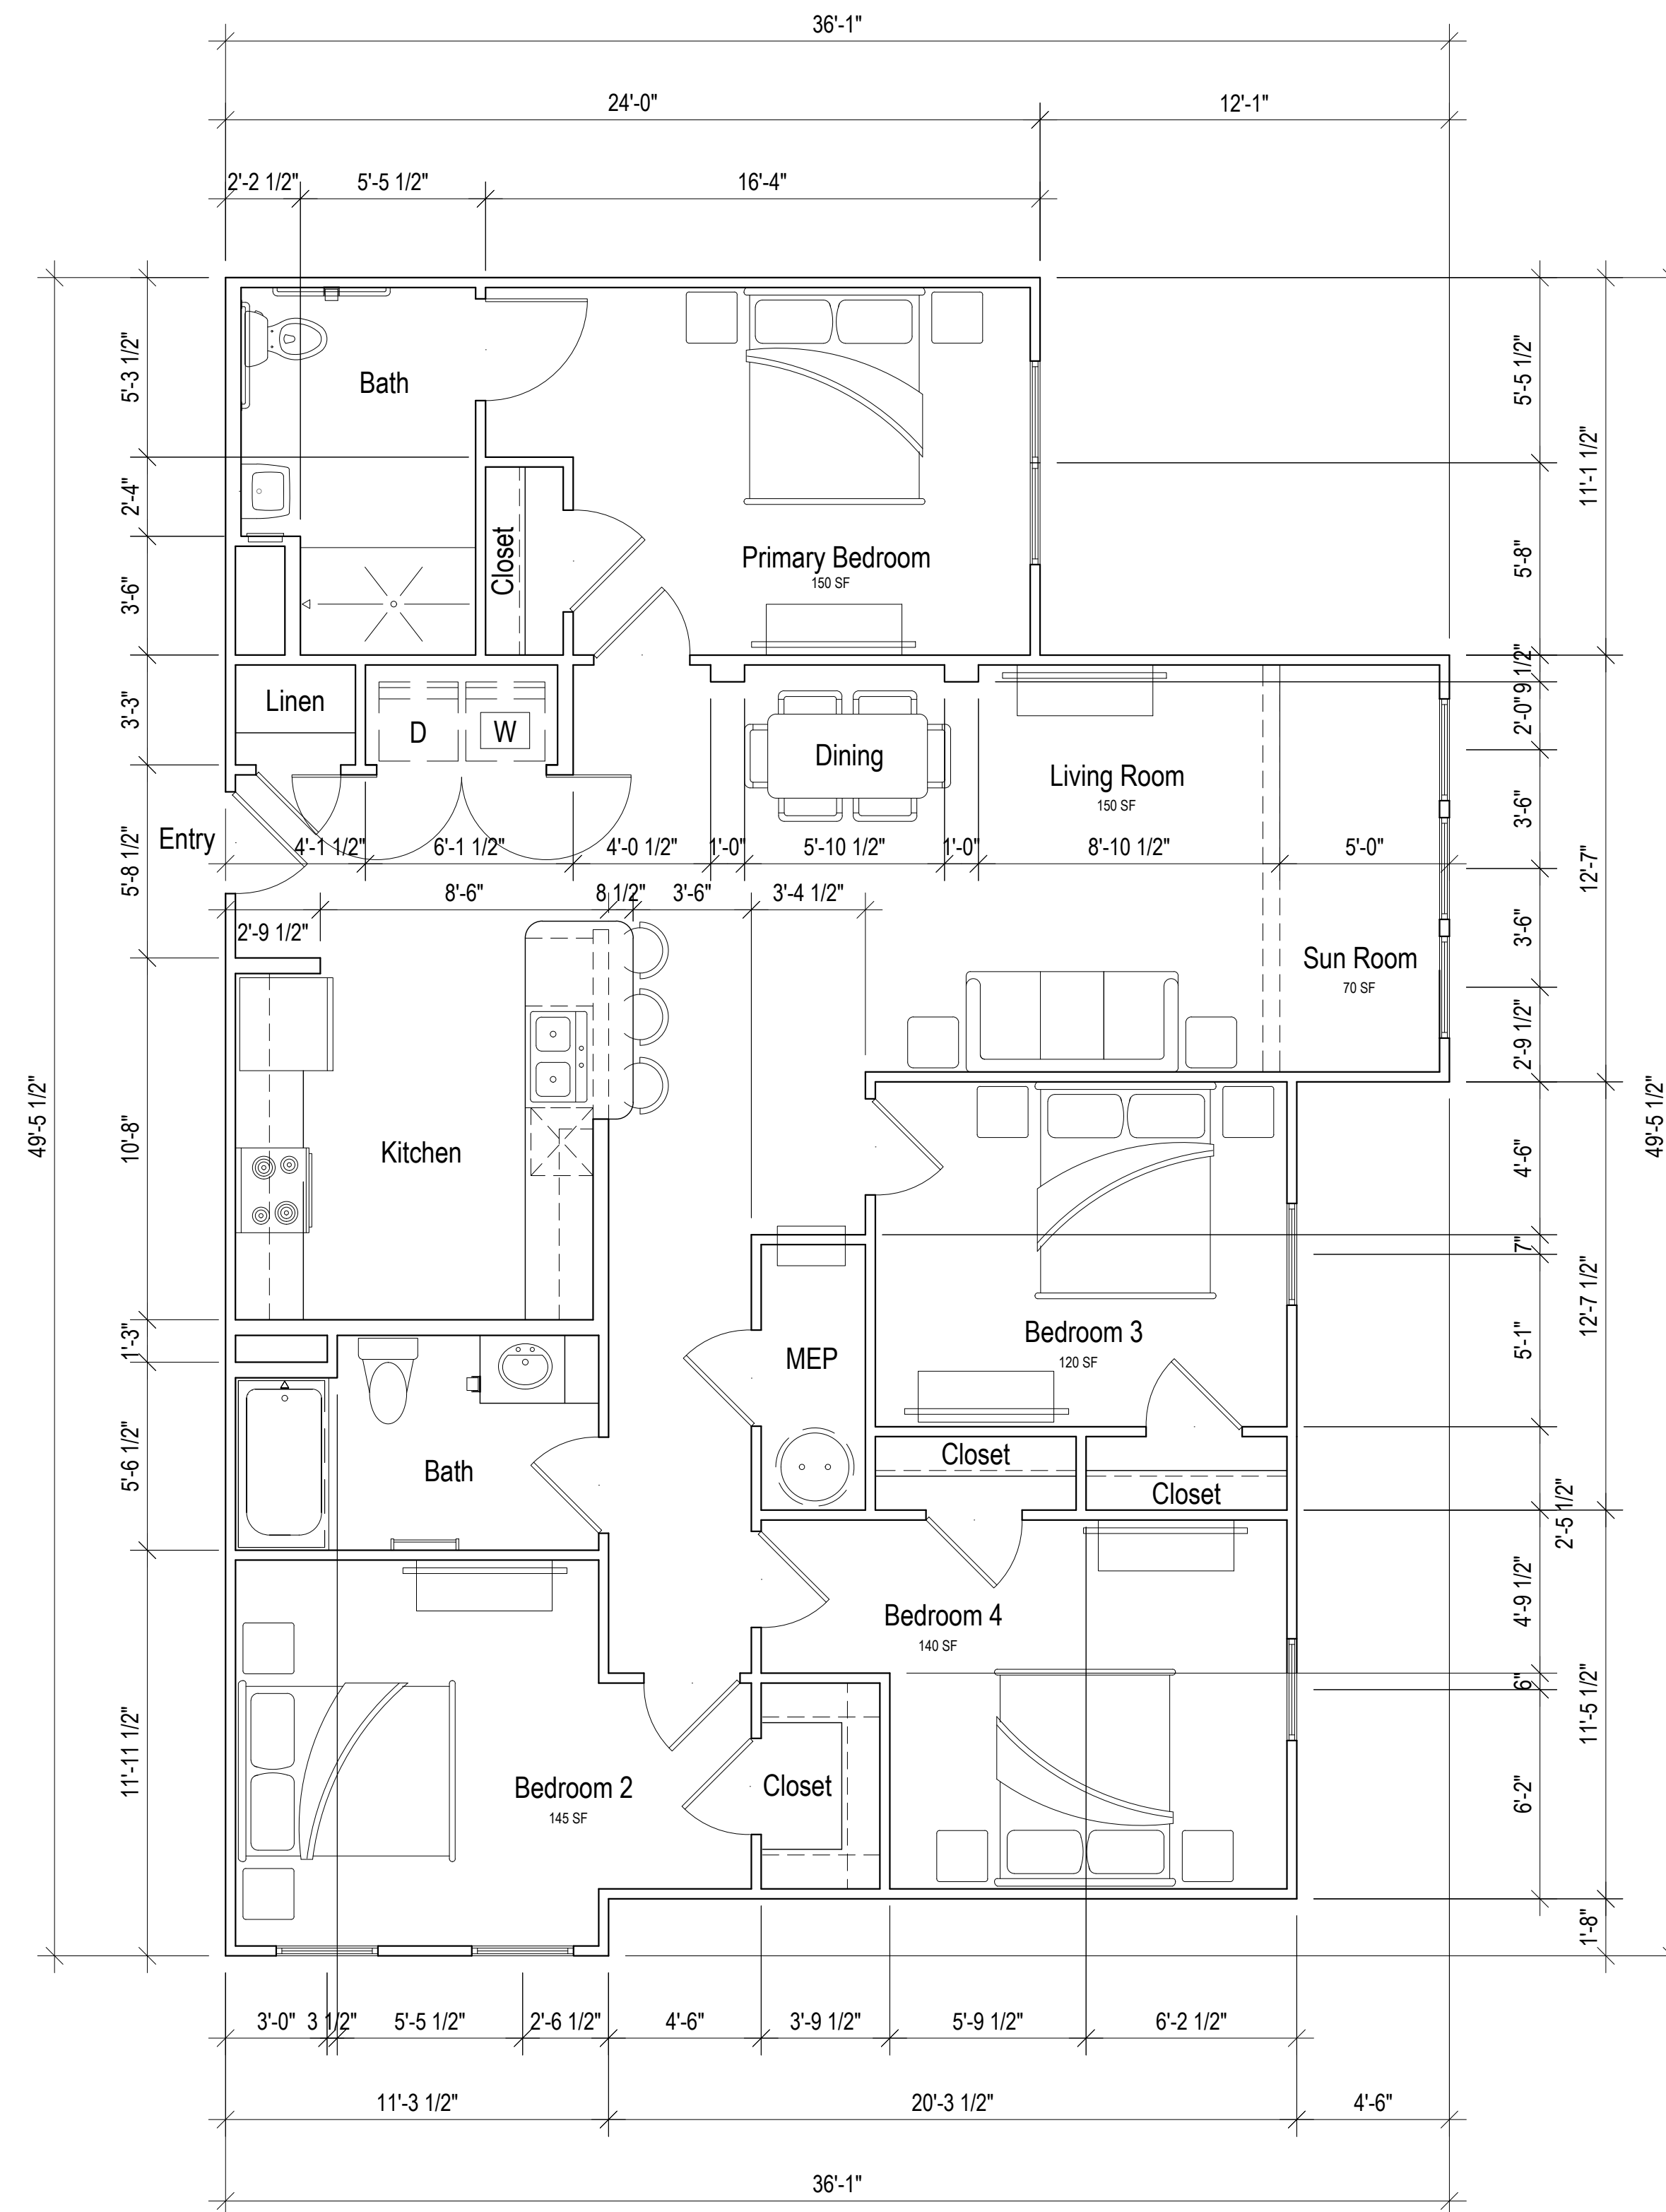 36'-1"
24'-0"
12'-1"
2'-2 1/2"
5'-5 1/2"
16'-4"
5'-3 1/2"
2'-4"
3'-6"
3'-3"
5'-8 1/2"
10'-8"
1'-3"
5'-6 1/2"
11'-11 1/2"
49'-5 1/2"
Bath
Closet
Primary Bedroom
150 SF
5'-5 1/2"
5'-8"
11'-1 1/2"
Linen
D
W
Dining
Living Room
150 SF
Entry
4'-1 1/2"
6'-1 1/2"
4'-0 1/2"
1'-0"
5'-10 1/2"
1'-0"
8'-10 1/2"
5'-0"
2'-9 1/2"
8'-6"
8 1/2"
3'-6"
3'-4 1/2"
Sun Room
70 SF
9 1/2"
2'-0"
3'-6"
3'-6"
2'-9 1/2"
12'-7"
Kitchen
4'-6"
7"
5'-1"
12'-7 1/2"
49'-5 1/2"
Bedroom 3
120 SF
MEP
Closet
Closet
Bath
2'-5 1/2"
4'-9 1/2"
6"
6'-2"
11'-5 1/2"
1'-8"
Bedroom 4
140 SF
Bedroom 2
145 SF
Closet
3'-0"
3 1/2"
5'-5 1/2"
2'-6 1/2"
4'-6"
3'-9 1/2"
5'-9 1/2"
6'-2 1/2"
11'-3 1/2"
20'-3 1/2"
4'-6"
36'-1"